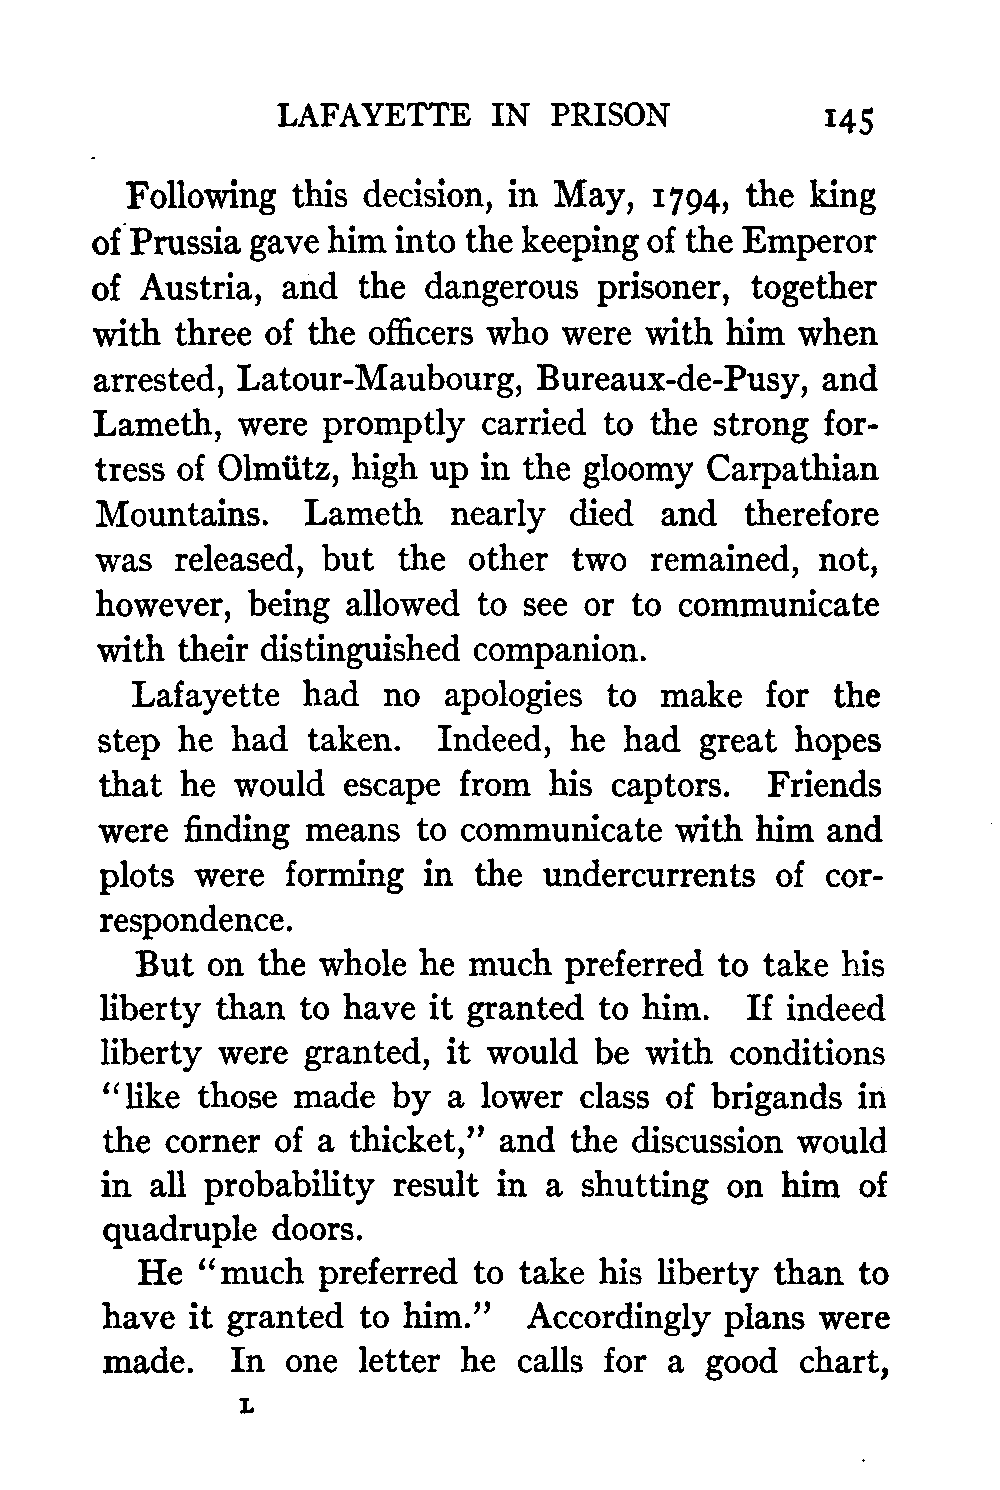 LAFAYETTE IN PRISON 145
Following this decision, in May, 1794, the king
of Prussia gave him into the keeping of the Emperor
of Austria, and the dangerous prisoner, together
with three of the officers who were with him when
arrested, Latour-Maubourg, Bureaux-de-Pusy, and
Lameth, were promptly carried to the strong for-
tress of Olmütz, high up in the gloomy Carpathian
Mountains. Lameth nearly died and therefore
was released, but the other two remained, not,
however, being allowed to see or to communicate
with their distinguished companion.
Lafayette had no apologies to make for the
step he had taken. Indeed, he had great hopes
that he would escape from his captors. Friends
were finding means to communicate with him and
plots were forming in the undercurrents of cor-
respondence.
But on the whole he much preferred to take his
liberty than to have it granted to him. If indeed
liberty were granted, it would be with conditions
"like those made by a lower class of brigands in
the corner of a thicket," and the discussion would
in all probability result in a shutting on him of
quadruple doors.
He "much preferred to take his liberty than to
have it granted to him." Accordingly plans were
made. In one letter he calls for a good chart,
L